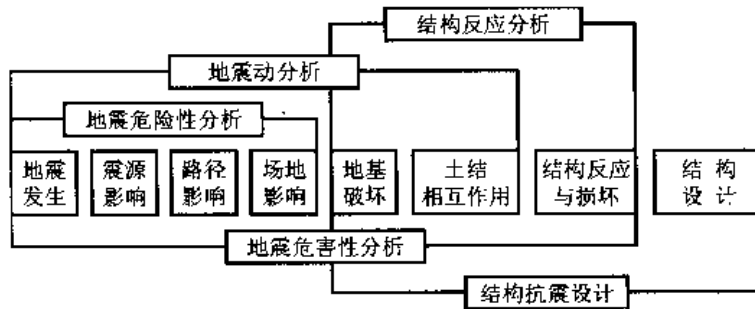 结构反应分析
地震动分析
地震危险性分析
地震
发生
震源
影响
路径
影响
场地
影响
地基
破坏
土结
相互作用
结构反应
与损坏
结 构
设 计
地震危害性分析
结构抗震设计